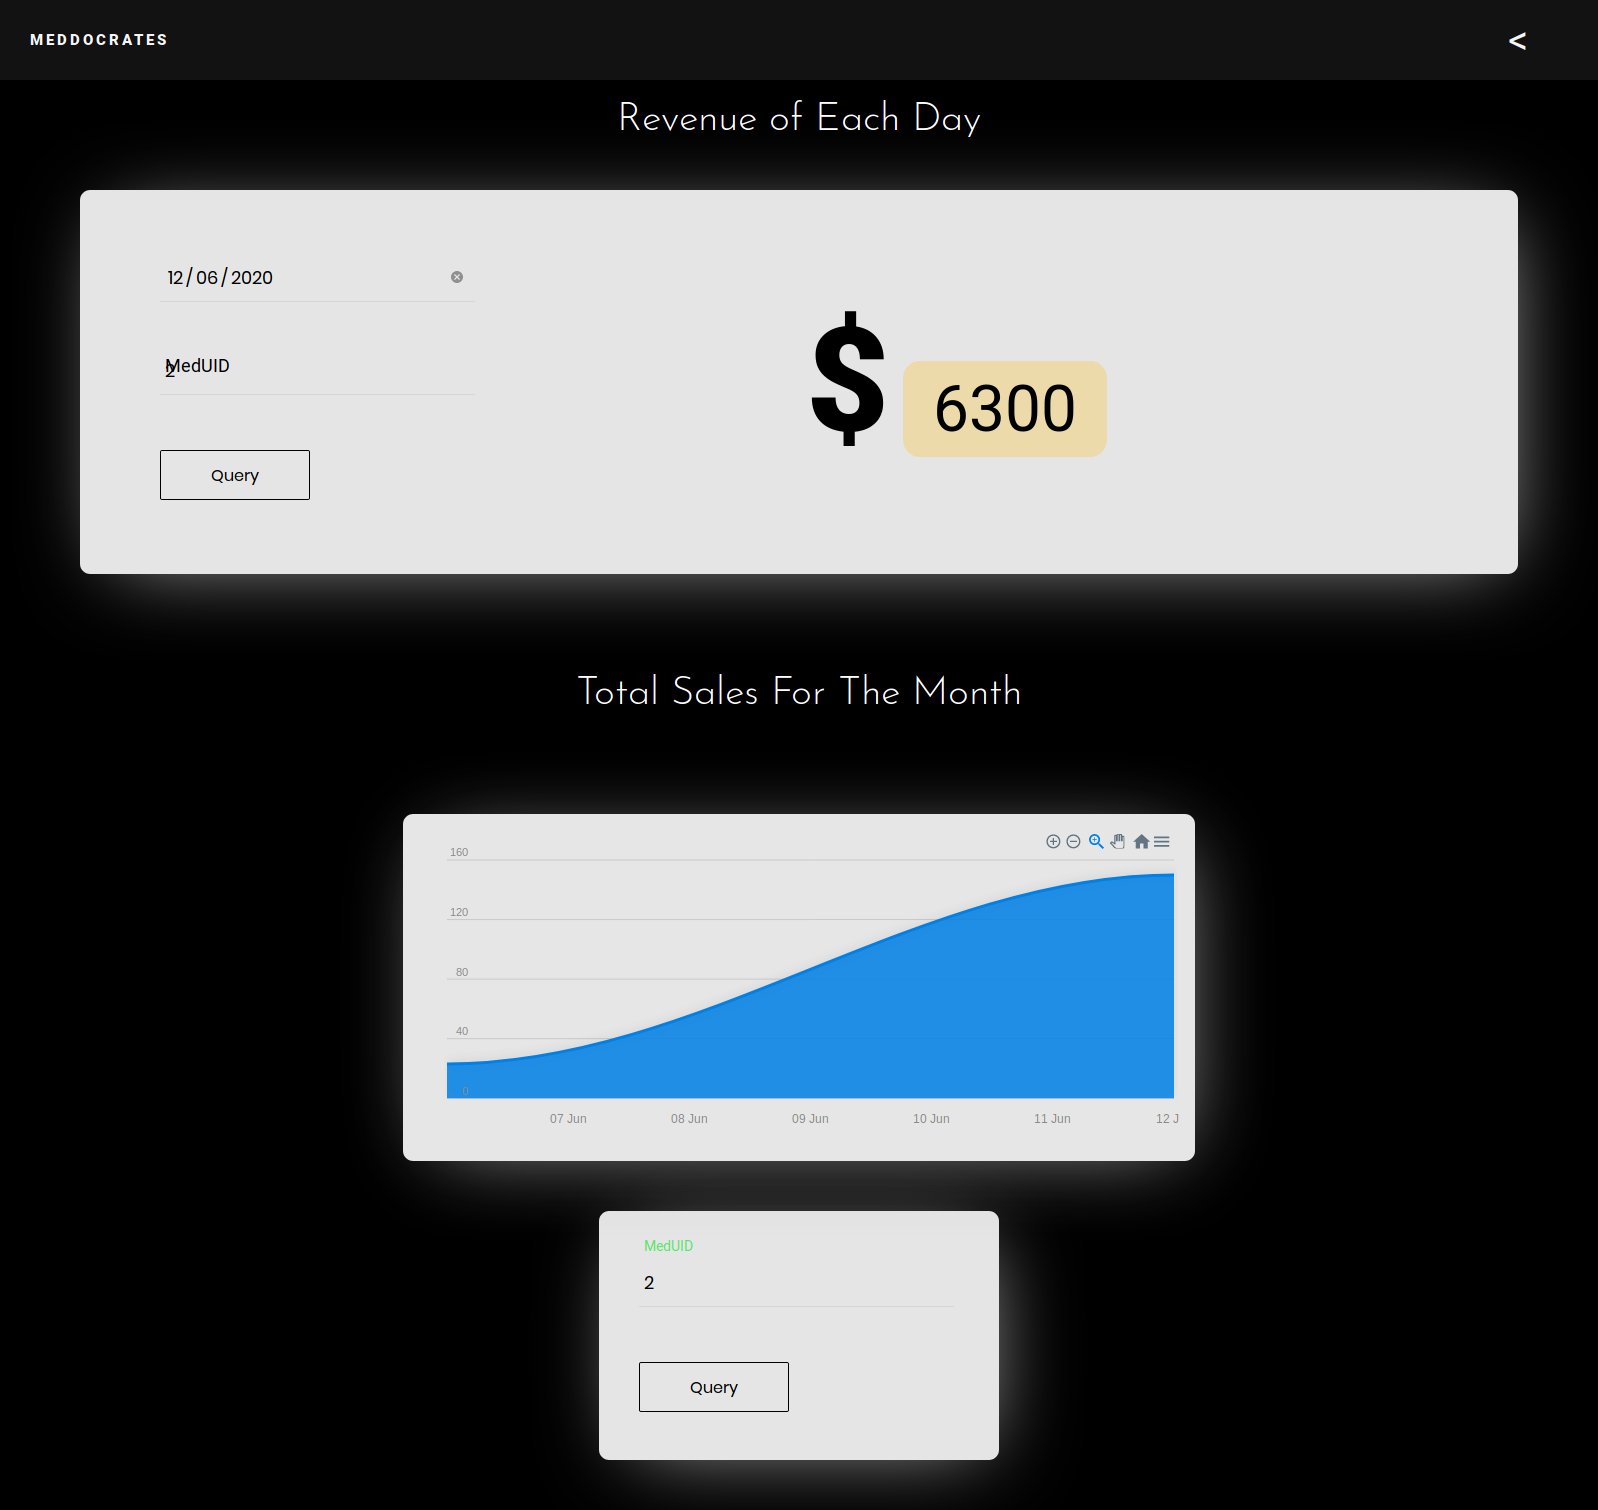 MEDDOCRATES <
Revenue of Each Day
12/06/2020
MedUID
2
Query
$ 6300
Total Sales For The Month
160
120
80
40
0
07 Jun 08 Jun 09 Jun 10 Jun 11 Jun 12 J
MedUID
2
Query